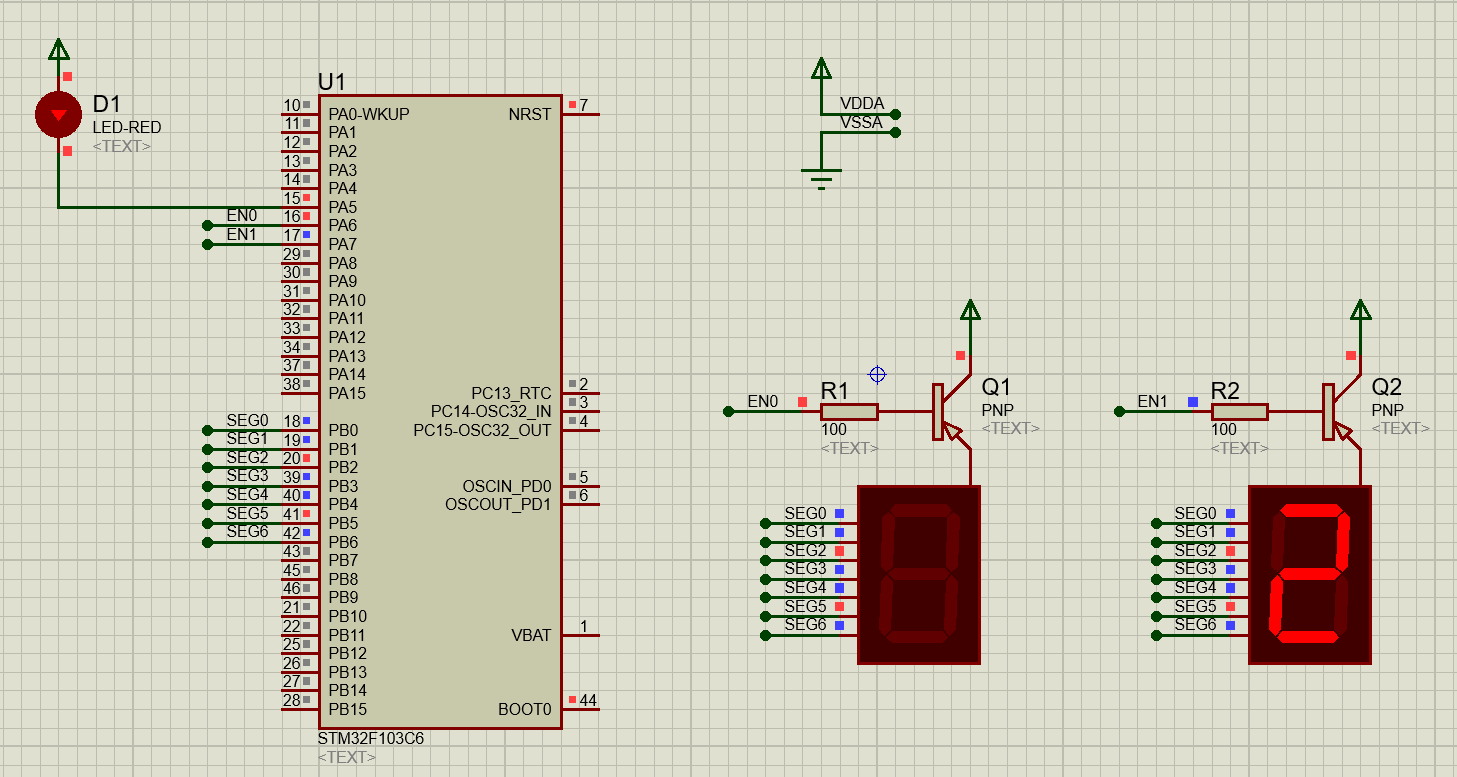 U1
D1
LED-RED
<TEXT>
10 PA0-WKUP
11 PA1
12 PA2
13 PA3
14 PA4
15 PA5
EN0 16 PA6
EN1 17 PA7
29 PA8
30 PA9
31 PA10
32 PA11
33 PA12
34 PA13
37 PA14
38 PA15
SEG0 18 PB0
SEG1 19 PB1
SEG2 20 PB2
SEG3 39 PB3
SEG4 40 PB4
SEG5 41 PB5
SEG6 42 PB6
43 PB7
45 PB8
46 PB9
21 PB10
22 PB11
25 PB12
26 PB13
27 PB14
28 PB15
NRST 7
PC13_RTC 2
PC14-OSC32_IN 3
PC15-OSC32_OUT 4
OSCIN_PD0 5
OSCOUT_PD1 6
VBAT 1
BOOT0 44
STM32F103C6
<TEXT>
VDDA
VSSA
EN0
R1
100
<TEXT>
Q1
PNP
<TEXT>
SEG0
SEG1
SEG2
SEG3
SEG4
SEG5
SEG6
EN1
R2
100
<TEXT>
Q2
PNP
<TEXT>
SEG0
SEG1
SEG2
SEG3
SEG4
SEG5
SEG6
2